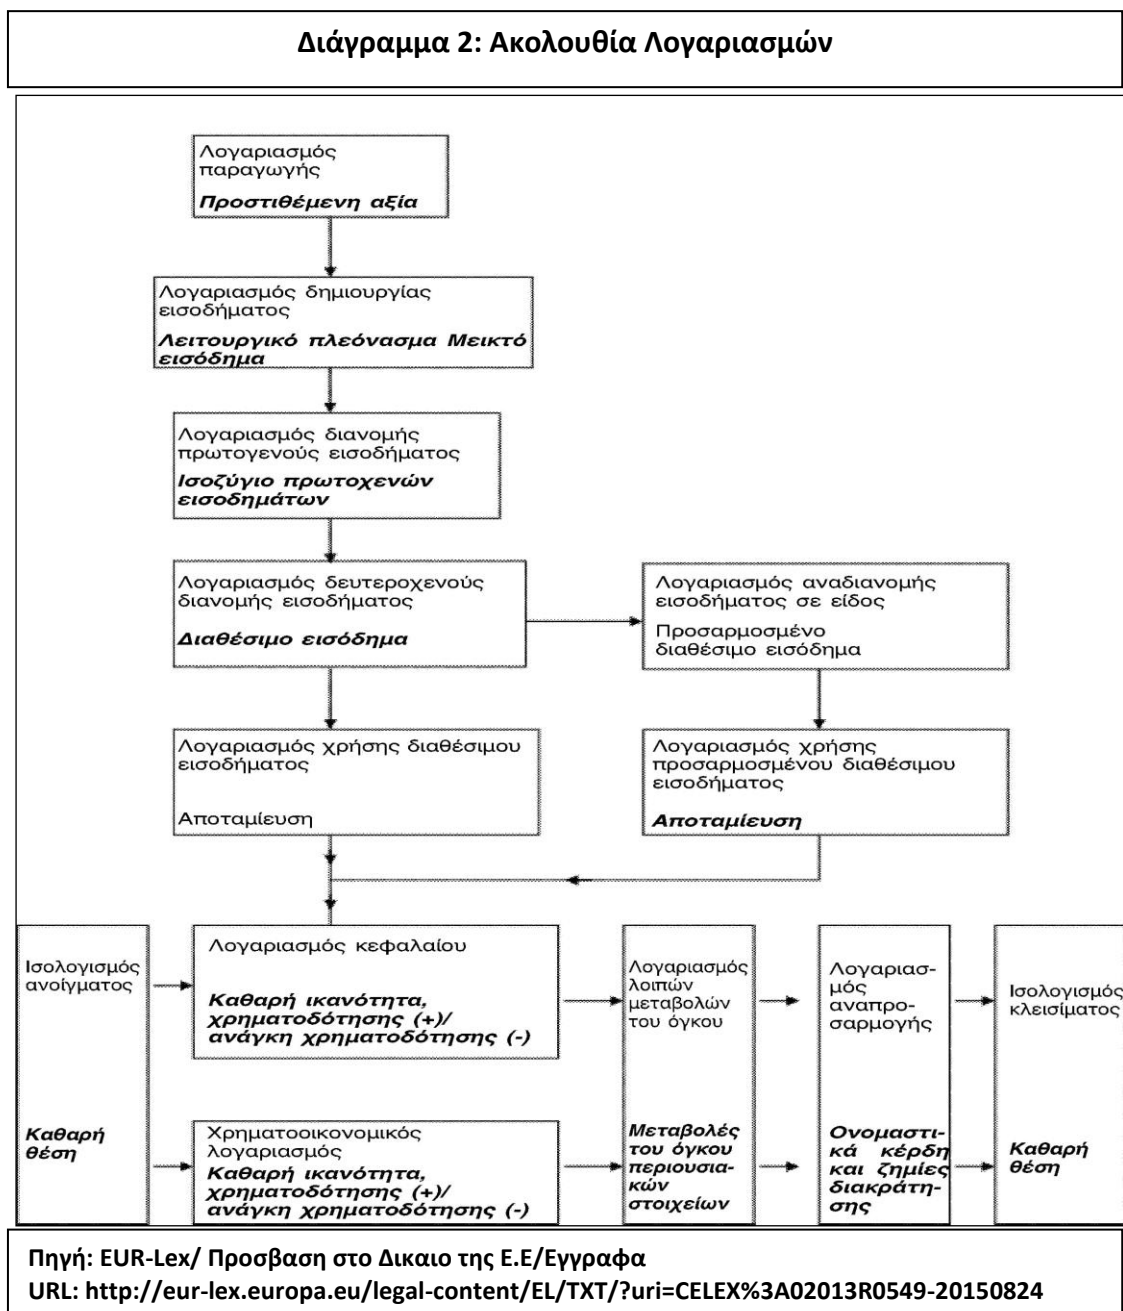 Διάγραμμα 2: Ακολουθία Λογαριασμών
Λογαριασμός
παραγωγής
Προστιθέμενη αξία
Λογαριασμός δημιουργίας
εισοδήματος
Λειτουργικό πλεόνασμα Μεικτό
εισόδημα
Λογαριασμός διανομής
πρωτογενούς εισοδήματος
Ισοζύγιο πρωτοχενών
εισοδημάτων
Λογαριασμός δευτεροχενούς
διανομής εισοδήματος
Διαθέσιμο εισόδημα
Λογαριασμός αναδιανομής
εισοδήματος σε είδος
Προσαρμοσμένο
διαθέσιμο εισόδημα
Λογαριασμός χρήσης διαθέσιμου
εισοδήματος
Αποταμίευση
Λογαριασμός χρήσης
προσαρμοσμένου διαθέσιμου
εισοδήματος
Αποταμίευση
Ισολογισμός
ανοίγματος
Καθαρή
θέση
Λογαριασμός κεφαλαίου
Καθαρή ικανότητα,
χρηματοδότησης (+)/
ανάγκη χρηματοδότησης (-)
Χρηματοοικονομικός
λογαριασμός
Καθαρή ικανότητα,
χρηματοδότησης (+)/
ανάγκη χρηματοδότησης (-)
Λογαριασμός
λοιπών
μεταβολών
του όγκου
Μεταβολές
του όγκου
περιουσια-
κών
στοιχείων
Λογαριασ-
μός
αναπρο-
σαρμογής
Ονομαστι-
κά κέρδη
και ζημίες
διακράτη-
σης
Ισολογισμός
κλεισίματος
Καθαρή
θέση
Πηγή: EUR-Lex/ Προσβαση στο Δικαιο της Ε.Ε/Εγγραφα
URL: http://eur-lex.europa.eu/legal-content/EL/TXT/?uri=CELEX%3A02013R0549-20150824